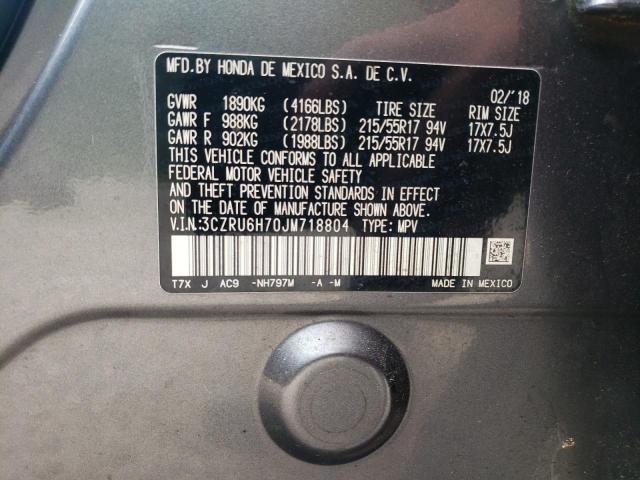 MFD.BY HONDA DE MEXICO S.A. DE C.V.
02/'18
GVWR 1890KG (4166LBS) TIRE SIZE RIM SIZE
GAWR F 988KG (2178LBS) 215/55R17 94V 17X7.5J
GAWR R 902KG (1988LBS) 215/55R17 94V 17X7.5J
THIS VEHICLE CONFORMS TO ALL APPLICABLE
FEDERAL MOTOR VEHICLE SAFETY
AND THEFT PREVENTION STANDARDS IN EFFECT
ON THE DATE OF MANUFACTURE SHOWN ABOVE.
V.I.N:3CZRU6H70JM718804 TYPE: MPV
T7X J AC9 -NH797M -A -M MADE IN MEXICO